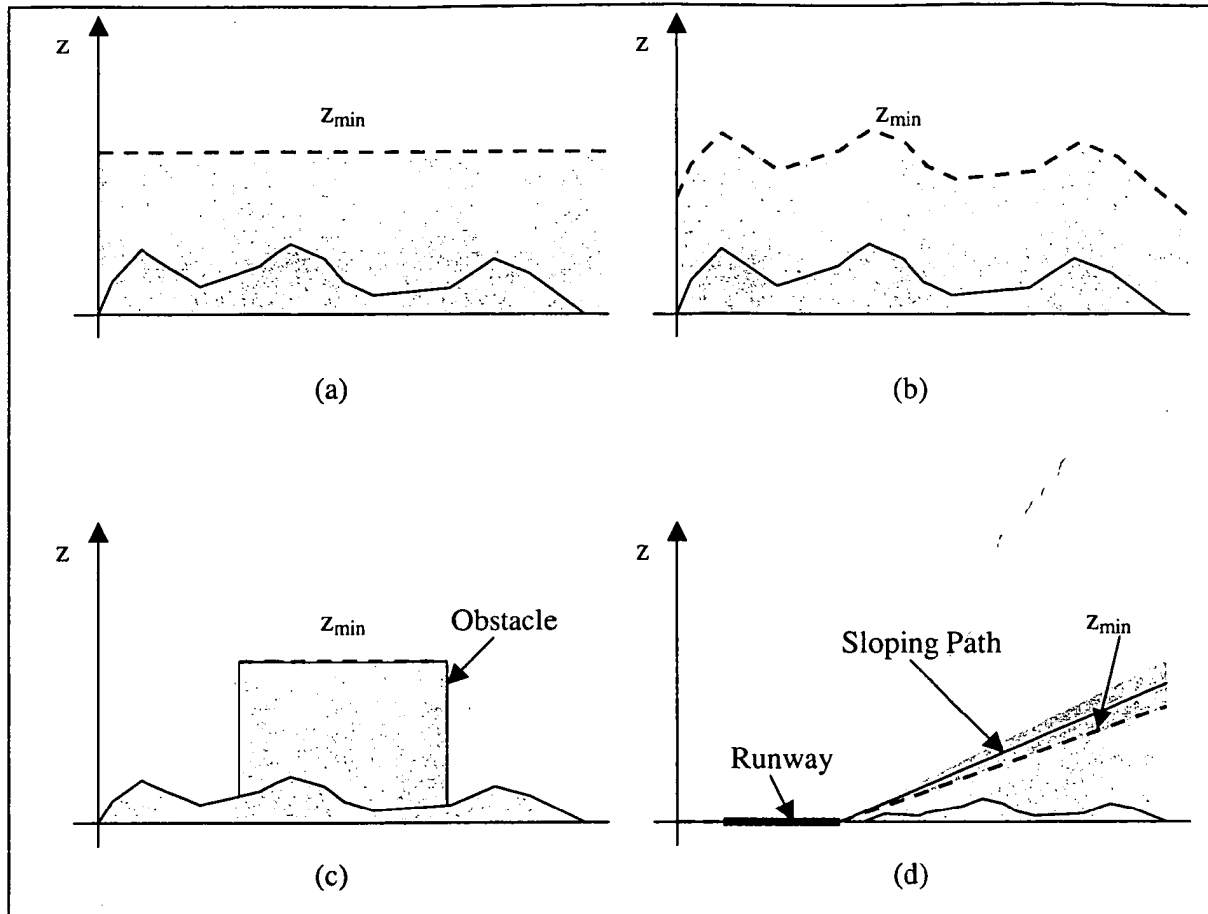 z
z_min
(a)
z
z_min
(b)
z
z_min
Obstacle
(c)
z
Sloping Path
z_min
Runway
(d)